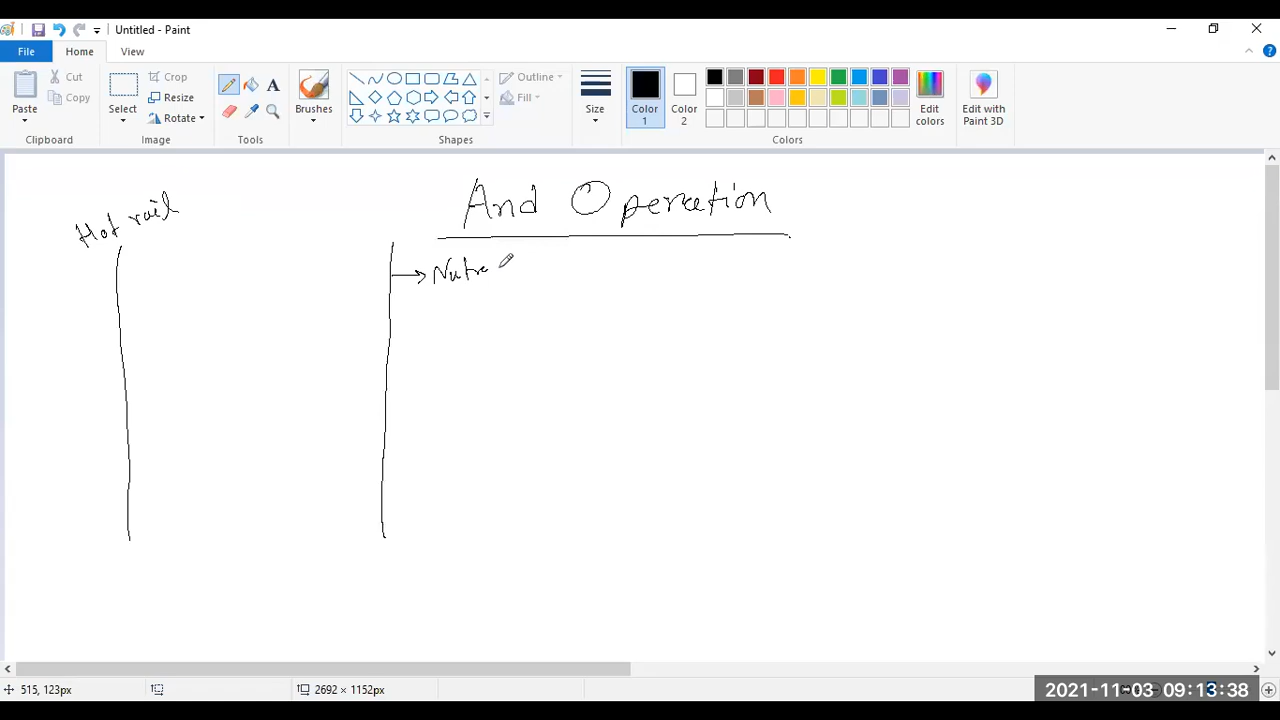 Untitled - Paint
File Home View
Paste Cut Copy Clipboard
Select Crop Resize Rotate Image
Tools
Brushes
Outline Fill Shapes
Size
Color 1
Color 2
Edit colors
Colors
Edit with Paint 3D
And Operation
Hot rail
Nutre
515, 123px
2692 × 1152px
2021-11-03 09:13:38